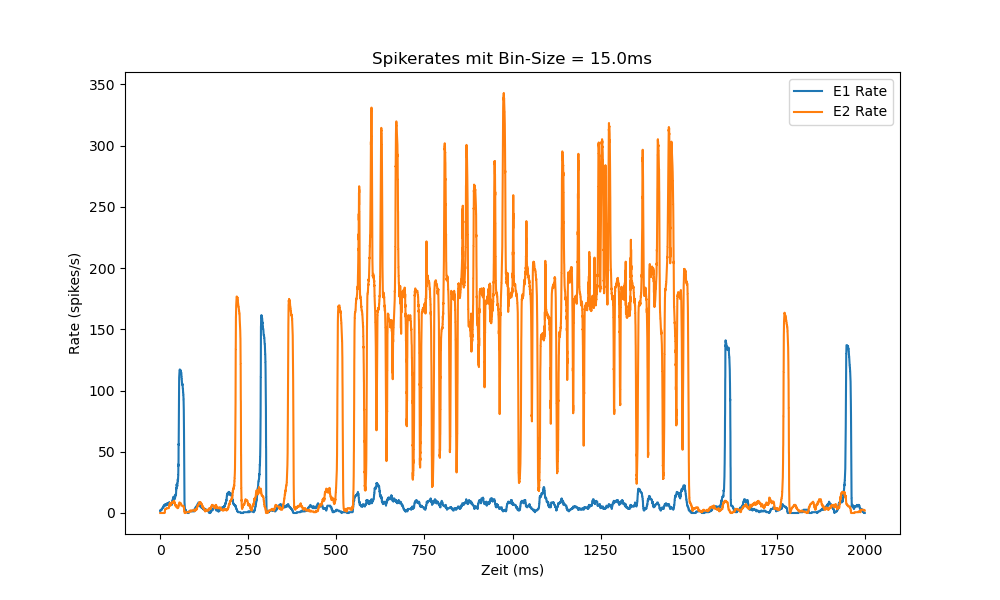 Spikerates mit Bin-Size = 15.0ms
E1 Rate
E2 Rate
350
300
250
200
150
100
50
0
Rate (spikes/s)
0 250 500 750 1000 1250 1500 1750 2000
Zeit (ms)